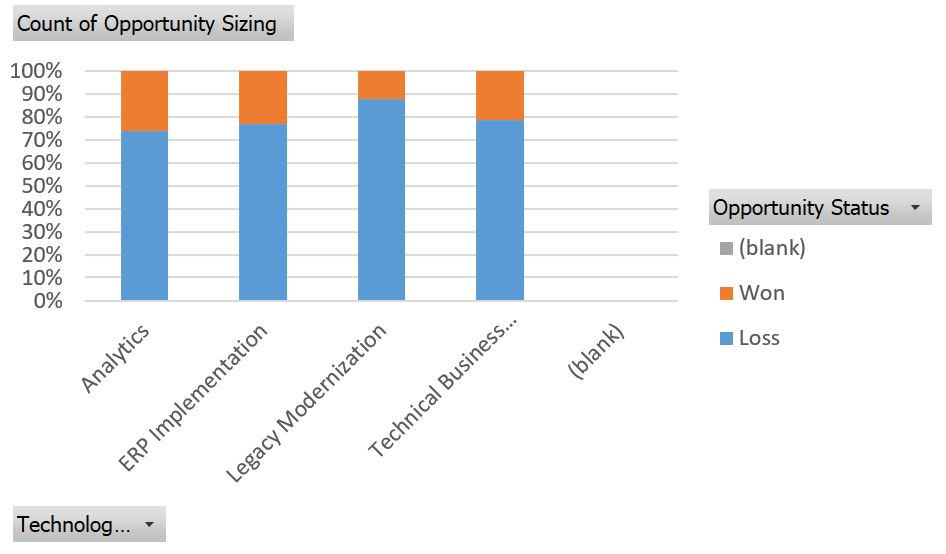 Count of Opportunity Sizing
100%
90%
80%
70%
60%
50%
40%
30%
20%
10%
0%
Analytics
ERP Implementation
Legacy Modernization
Technical Business...
(blank)
Opportunity Status
(blank)
Won
Loss
Technolog...